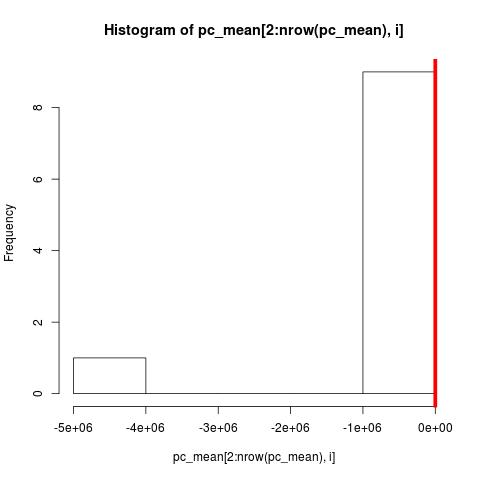 Histogram of pc_mean[2:nrow(pc_mean), i]
Frequency
8
6
4
2
0
-5e+06 -4e+06 -3e+06 -2e+06 -1e+06 0e+00
pc_mean[2:nrow(pc_mean), i]